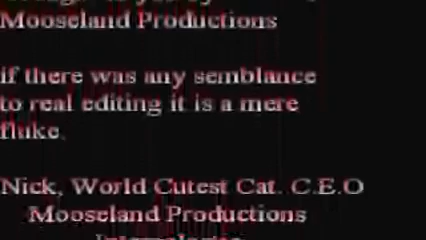 Mooseland Productions
if there was any semblance
to real editing it is a mere
fluke.
Nick, World Cutest Cat. C.E.O
Mooseland Productions